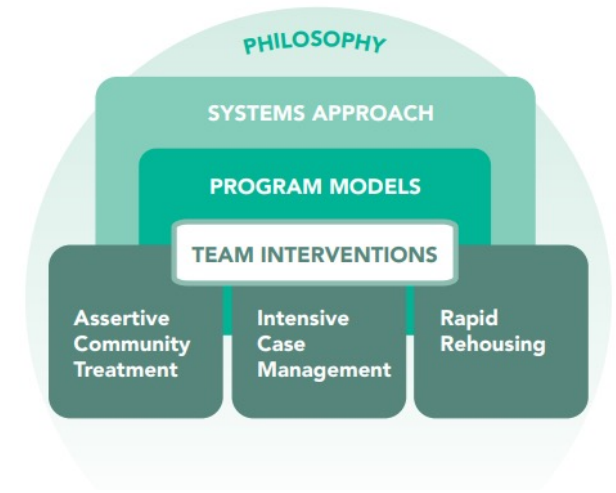 PHILOSOPHY
SYSTEMS APPROACH
PROGRAM MODELS
TEAM INTERVENTIONS
Assertive
Community
Treatment
Intensive
Case
Management
Rapid
Rehousing